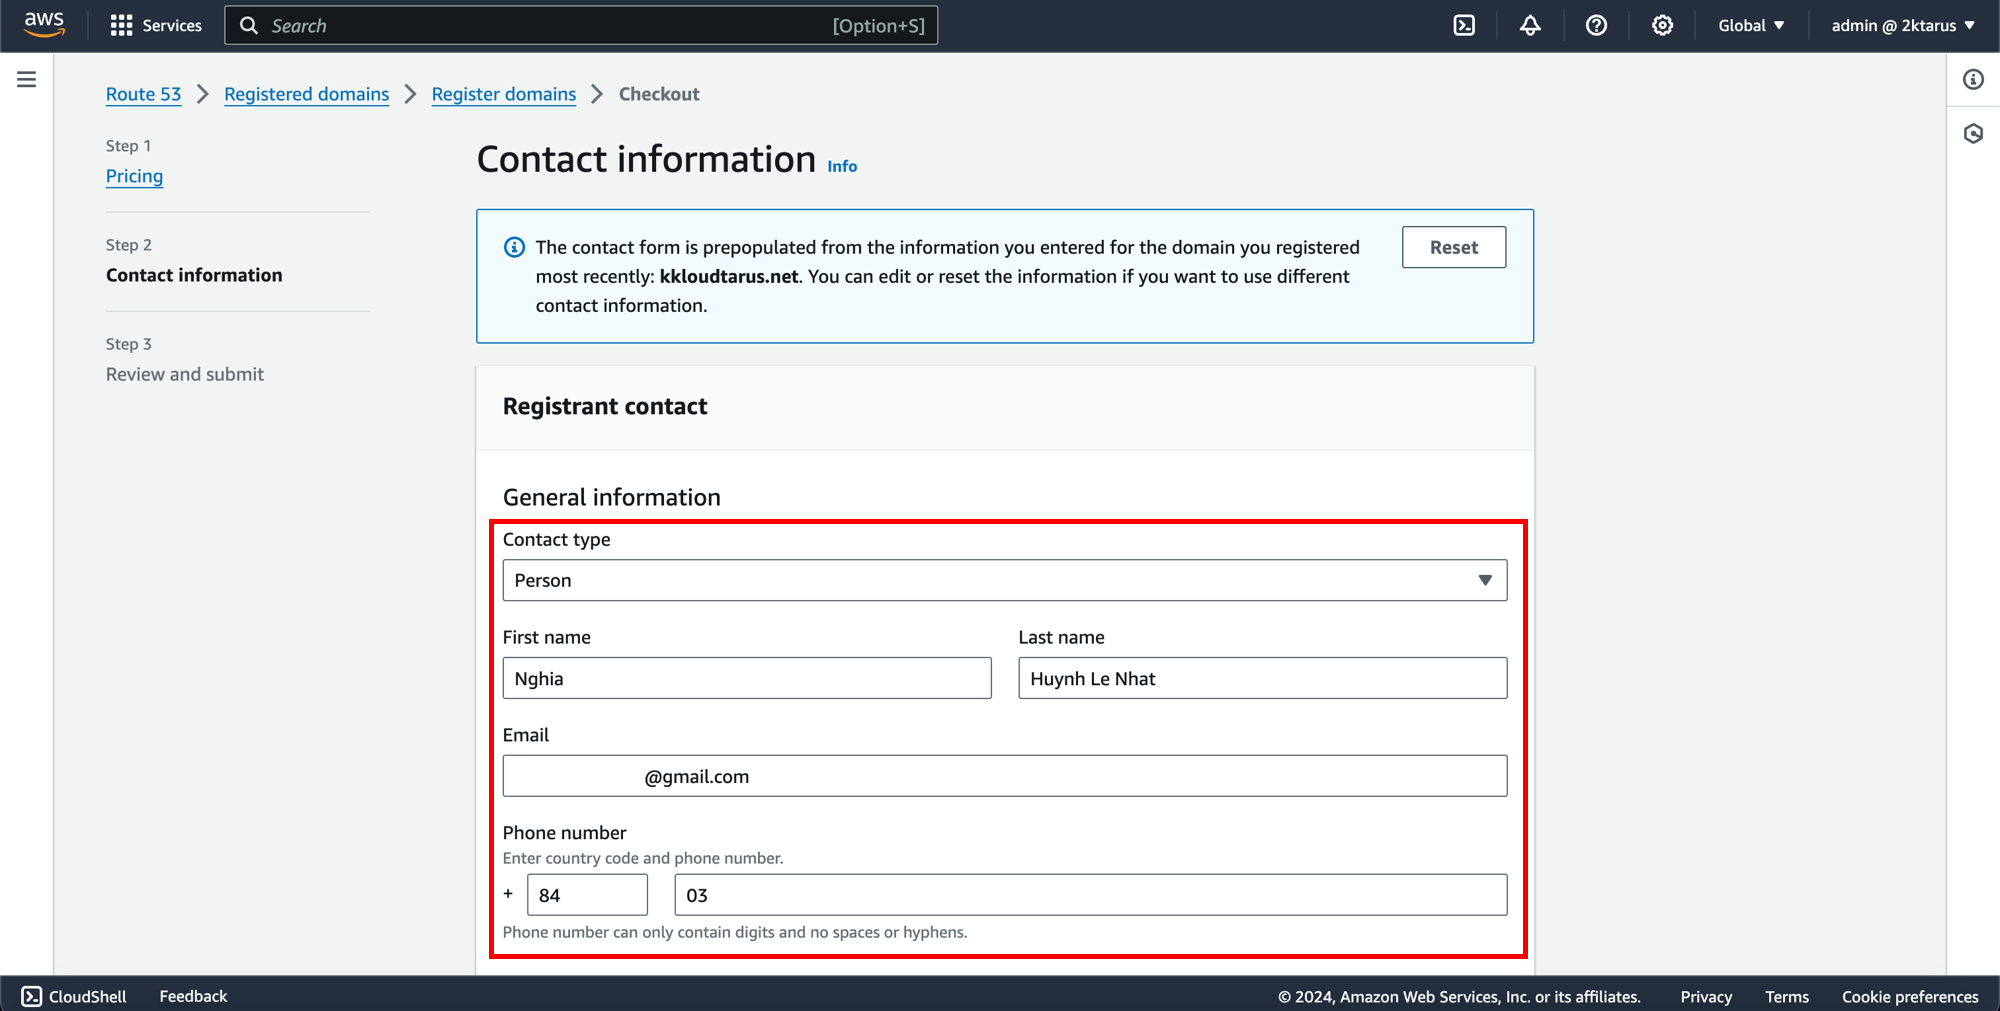 aws
Services
Search
[Option+S]
Global
admin @ 2ktarus
Route 53
Registered domains
Register domains
Checkout
Step 1
Pricing
Step 2
Contact information
Step 3
Review and submit
Contact information Info
The contact form is prepopulated from the information you entered for the domain you registered
most recently: kkloudtarus.net. You can edit or reset the information if you want to use different
contact information.
Reset
Registrant contact
General information
Contact type
Person
First name
Last name
Nghia
Huynh Le Nhat
Email
@gmail.com
Phone number
Enter country code and phone number.
+ 84 03
Phone number can only contain digits and no spaces or hyphens.
CloudShell
Feedback
© 2024, Amazon Web Services, Inc. or its affiliates.
Privacy
Terms
Cookie preferences